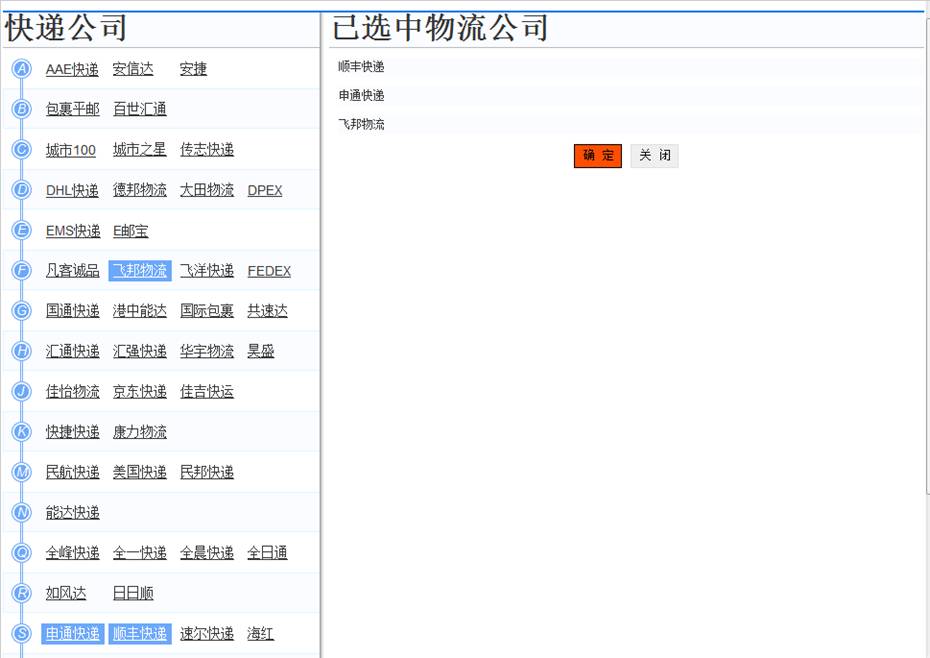 快递公司
A AAE快递 安信达 安捷
B 包裹平邮 百世汇通
C 城市100 城市之星 传志快递
D DHL快递 德邦物流 大田物流 DPEX
E EMS快递 E邮宝
F 凡客诚品 飞邦物流 飞洋快递 FEDEX
G 国通快递 港中能达 国际包裹 共速达
H 汇通快递 汇强快递 华宇物流 昊盛
J 佳怡物流 京东快递 佳吉快运
K 快捷快递 康力物流
M 民航快递 美国快递 民邦快递
N 能达快递
Q 全峰快递 全一快递 全晨快递 全日通
R 如风达 日日顺
S 申通快递 顺丰快递 速尔快递 海红
已选中物流公司
顺丰快递
申通快递
飞邦物流
确 定 关 闭